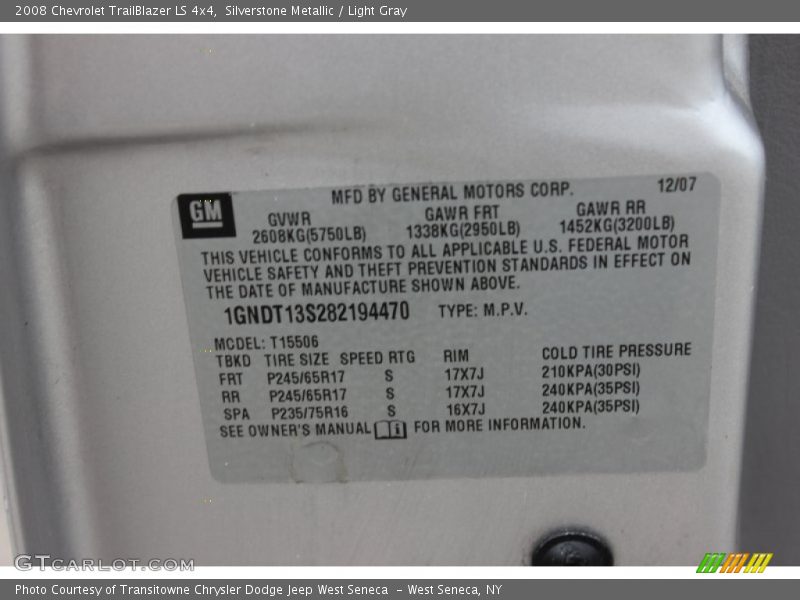 2008 Chevrolet TrailBlazer LS 4x4,  Silverstone Metallic / Light Gray
GM
MFD BY GENERAL MOTORS CORP.
12/07
GVWR GAWR FRT GAWR RR
2608KG(5750LB) 1338KG(2950LB) 1452KG(3200LB)
THIS VEHICLE CONFORMS TO ALL APPLICABLE U.S. FEDERAL MOTOR
VEHICLE SAFETY AND THEFT PREVENTION STANDARDS IN EFFECT ON
THE DATE OF MANUFACTURE SHOWN ABOVE.
1GNDT13S282194470 TYPE: M.P.V.
MODEL: T15506
TBKD TIRE SIZE SPEED RTG RIM COLD TIRE PRESSURE
FRT P245/65R17 S 17X7J 210KPA(30PSI)
RR P245/65R17 S 17X7J 240KPA(35PSI)
SPA P235/75R16 S 16X7J 240KPA(35PSI)
SEE OWNER'S MANUAL i FOR MORE INFORMATION.
GTCARLOT.COM
Photo Courtesy of Transitowne Chrysler Dodge Jeep West Seneca  - West Seneca, NY